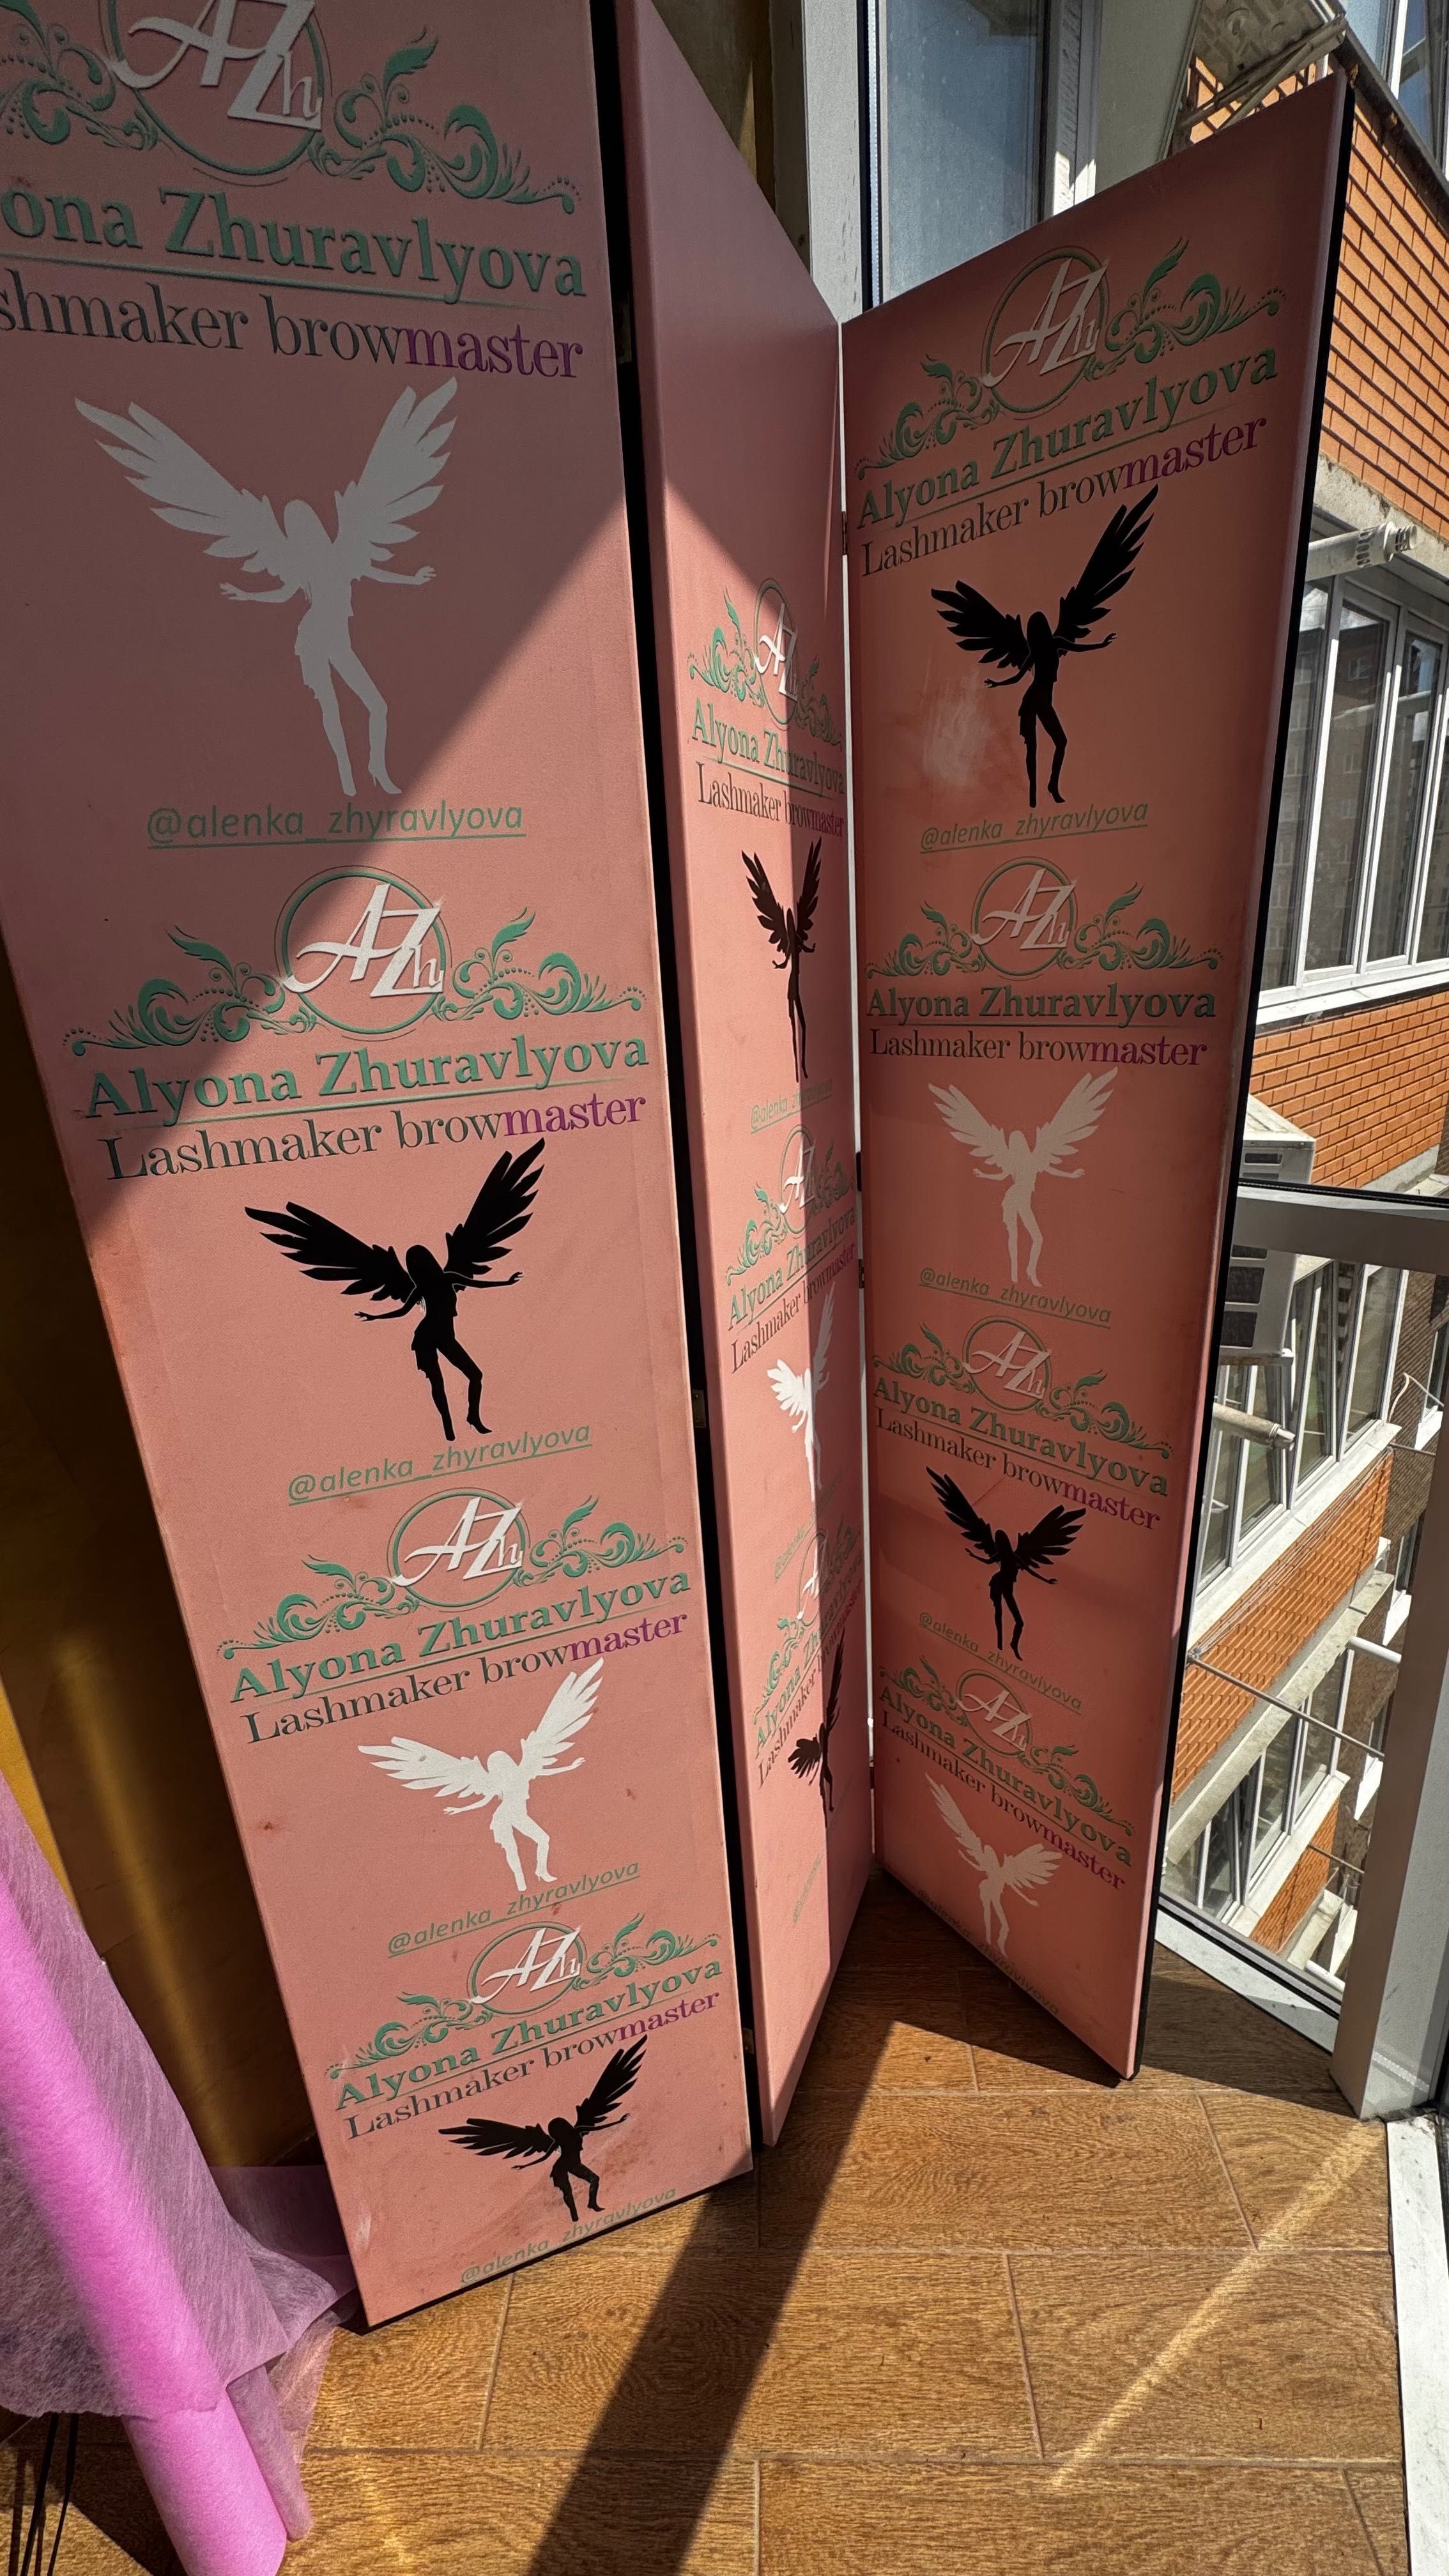 AZh
ona Zhuravlyova
shmaker browmaster
@alenka_zhyravlyova
AZh
Alyona Zhuravlyova
Lashmaker browmaster
@alenka_zhyravlyova
AZh
Alyona Zhuravlyova
Lashmaker browmaster
@alenka_zhyravlyova
AZh
Alyona Zhuravlyova
Lashmaker browmaster
@alenka_zhyravlyova
AZh
Alyona Zhuravlyova
Lashmaker browmaster
Alyona Zhuravlyova
Lashmaker browmaster
Alyona
Lashmaker
AZh
Alyona Zhuravlyova
Lashmaker browmaster
@alenka_zhyravlyova
AZh
Alyona Zhuravlyova
Lashmaker browmaster
@alenka_zhyravlyova
AZh
Alyona Zhuravlyova
Lashmaker browmaster
@alenka_zhyravlyova
AZh
Alyona Zhuravlyova
Lashmaker browmaster